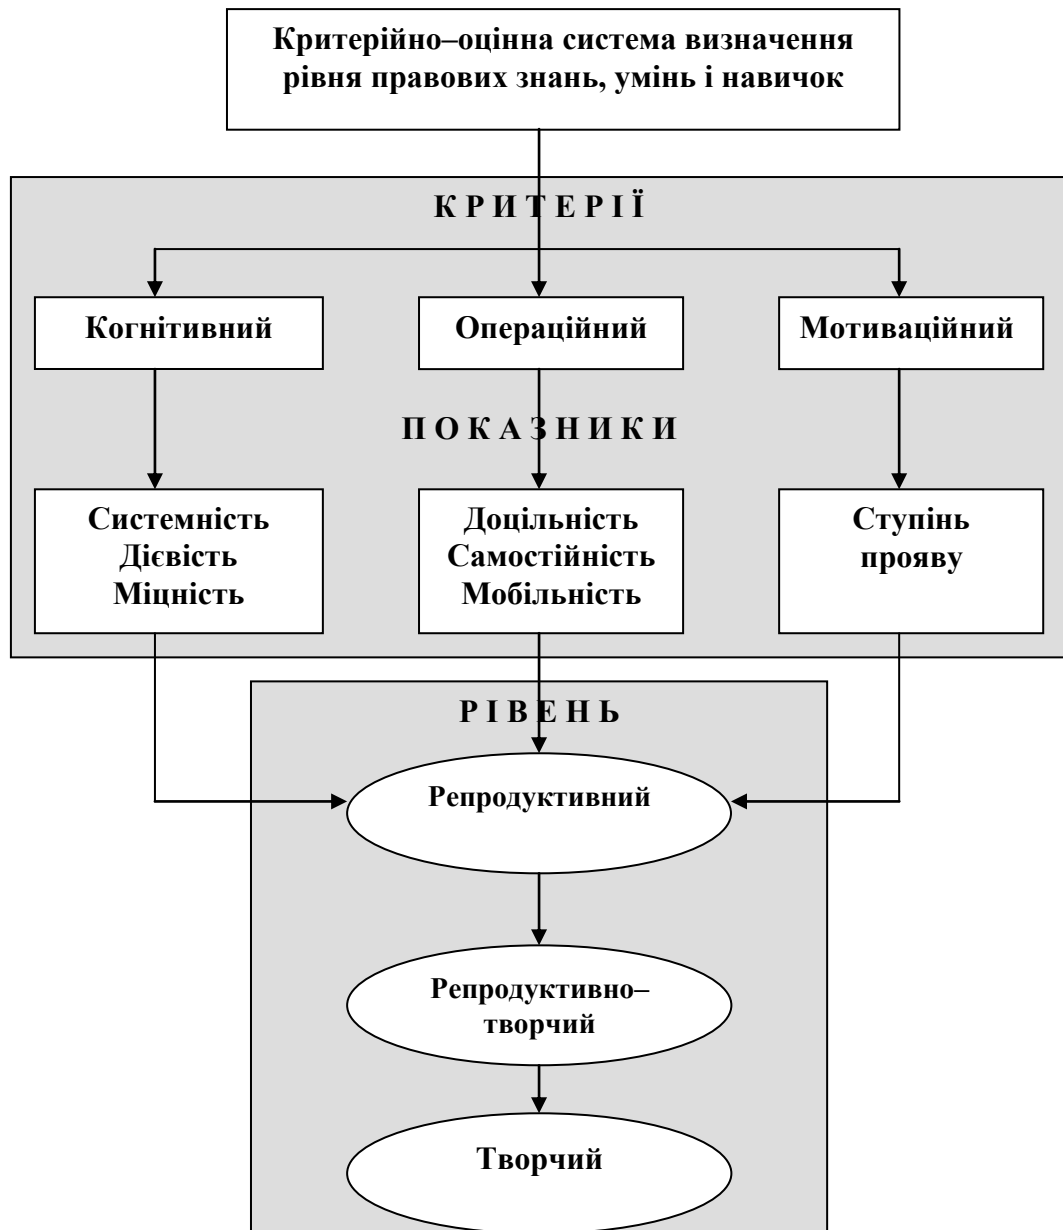 Критерійно–оцінна система визначення
рівня правових знань, умінь і навичок
К Р И Т Е Р І Ї
Когнітивний
Операційний
Мотиваційний
П О К А З Н И К И
Системність
Дієвість
Міцність
Доцільність
Самостійність
Мобільність
Ступінь
прояву
Р І В Е Н Ь
Репродуктивний
Репродуктивно–
творчий
Творчий